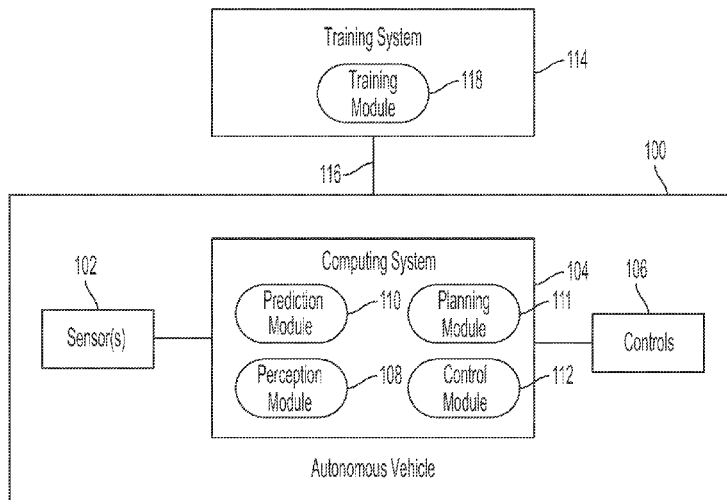 Training System
Training
Module
118
114
116
100
Computing System
102
104
106
Prediction
Module
110
Planning
Module
111
Sensor(s)
Controls
Perception
Module
108
Control
Module
112
Autonomous Vehicle